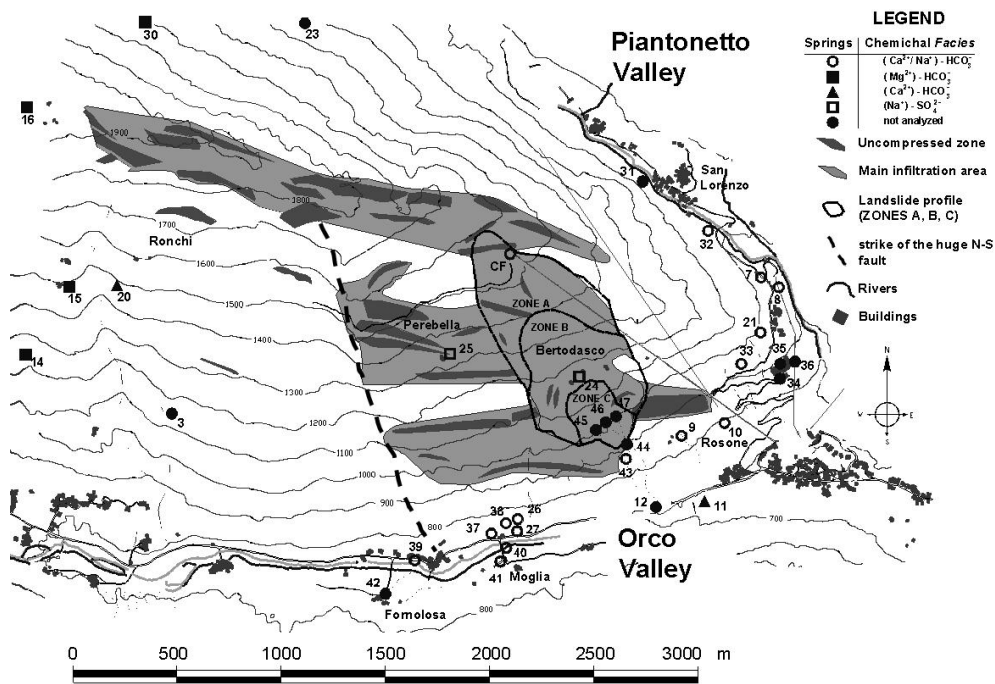 30
23
Piantonetto
Valley
LEGEND
Springs Chemichal Facies
(Ca²⁺/Na⁺) - HCO₃⁻
(Mg²⁺) - HCO₃⁻
(Ca²⁺) - HCO₃⁻
(Na⁺) - SO₄²⁻
not analyzed
Uncompressed zone
Main infiltration area
Landslide profile
(ZONES A, B, C)
strike of the huge N-S
fault
Rivers
Buildings
16
1900
1800
1700
Ronchi
1600
31
San
Lorenzo
32
CF
15
20
1500
7
8
ZONE A
ZONE B
Perebella
25
Bertodasco
21
1400
14
33
35
36
34
24
1300
ZONE C
47
46
45
3
1200
44
43
9
10
Rosone
1100
1000
900
12
11
700
N
W
E
S
800
38
26
37
27
39
40
41
Moglia
Orco
Valley
42
Fornolosa
800
0 500 1000 1500 2000 2500 3000 m